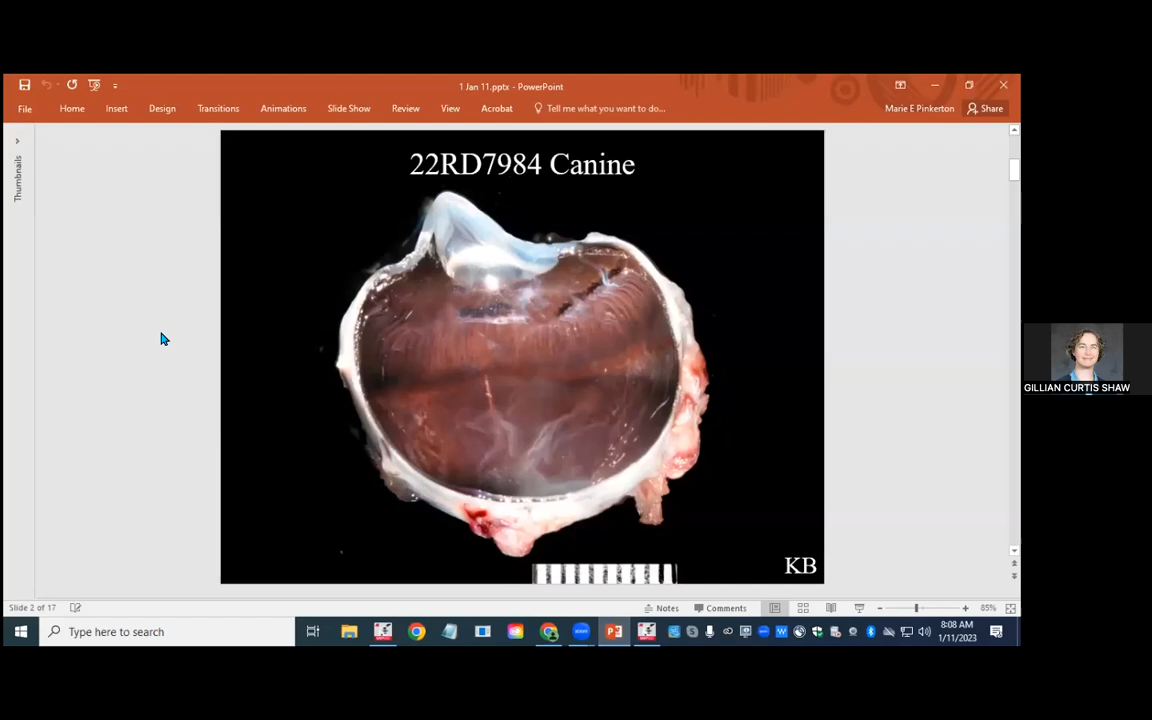 1 Jan 11.pptx - PowerPoint
File Home Insert Design Transitions Animations Slide Show Review View Acrobat Tell me what you want to do... Marie E Pinkerton Share
Thumbnails
22RD7984 Canine
KB
GILLIAN CURTIS SHAW
Slide 2 of 17 Notes Comments 85%
Type here to search
8:08 AM
1/11/2023